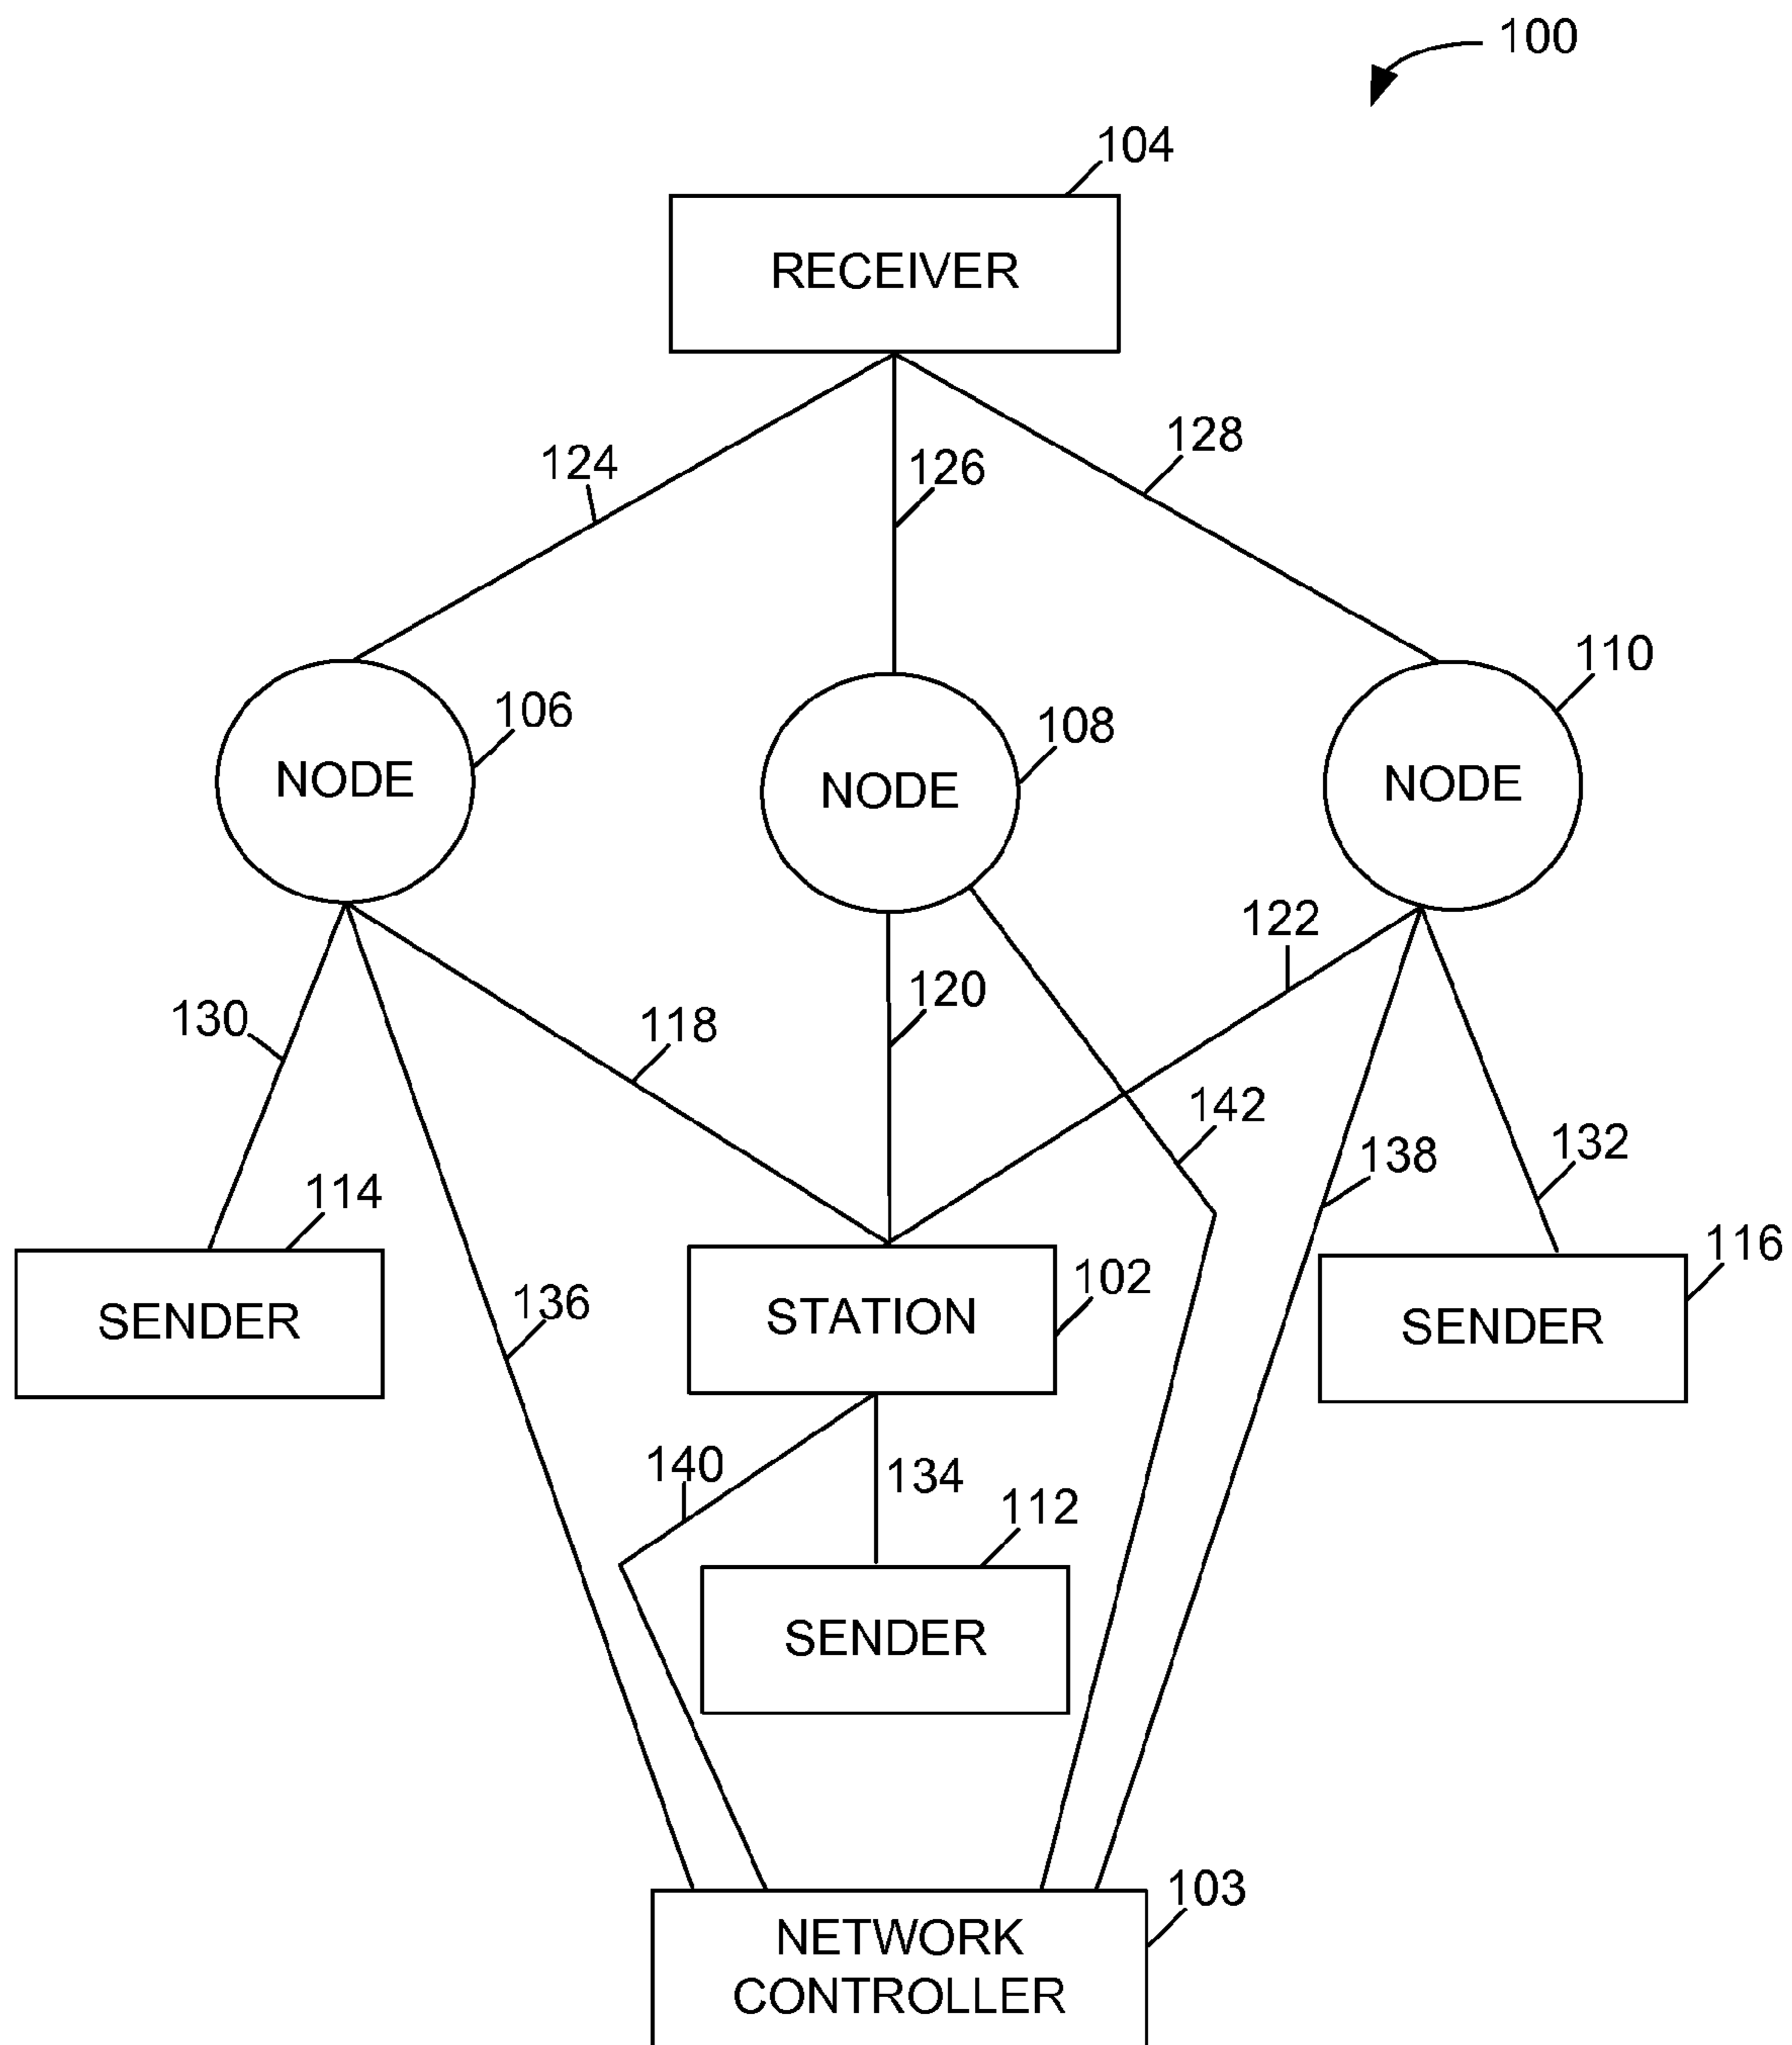 100
104
RECEIVER
128
124
126
110
106
108
NODE
NODE
NODE
122
120
130
118
142
132
138
114
116
102
136
SENDER
STATION
SENDER
140
134
112
SENDER
103
NETWORK
CONTROLLER